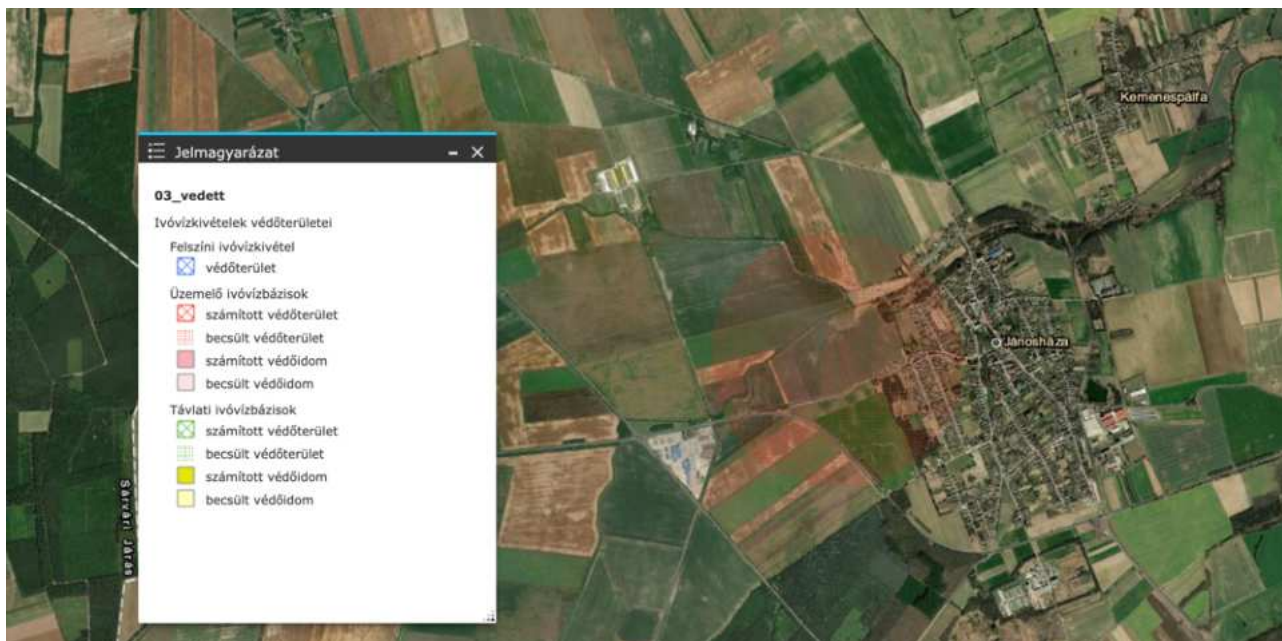 Jelmagyarázat
03_vedett
Ivóvízkivételek védőterületei
Felszíni ivóvízkivétel
védőterület
Üzemelő ivóvízbázisok
számított védőterület
becsült védőterület
számított védőidom
becsült védőidom
Távlati ivóvízbázisok
számított védőterület
becsült védőterület
számított védőidom
becsült védőidom
Kemenespálfa
Jánosháza
Sárvári Járás